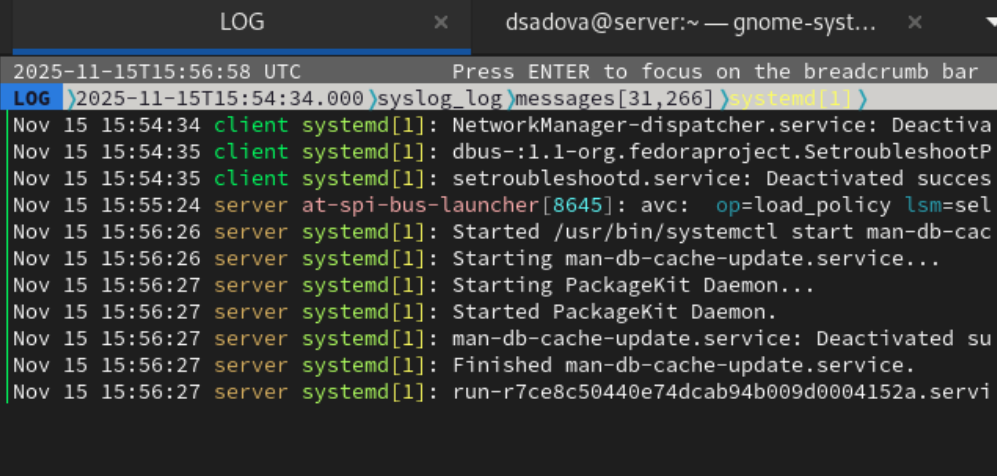 LOG × dsadova@server:~ — gnome-syst... ×
2025-11-15T15:56:58 UTC Press ENTER to focus on the breadcrumb bar
LOG ⟩2025-11-15T15:54:34.000⟩syslog_log⟩messages[31,266]⟩systemd[1]⟩
Nov 15 15:54:34 client systemd[1]: NetworkManager-dispatcher.service: Deactiva
Nov 15 15:54:35 client systemd[1]: dbus-:1.1-org.fedoraproject.SetroubleshootP
Nov 15 15:54:35 client systemd[1]: setroubleshootd.service: Deactivated succes
Nov 15 15:55:24 server at-spi-bus-launcher[8645]: avc:  op=load_policy lsm=sel
Nov 15 15:56:26 server systemd[1]: Started /usr/bin/systemctl start man-db-cac
Nov 15 15:56:26 server systemd[1]: Starting man-db-cache-update.service...
Nov 15 15:56:27 server systemd[1]: Starting PackageKit Daemon...
Nov 15 15:56:27 server systemd[1]: Started PackageKit Daemon.
Nov 15 15:56:27 server systemd[1]: man-db-cache-update.service: Deactivated su
Nov 15 15:56:27 server systemd[1]: Finished man-db-cache-update.service.
Nov 15 15:56:27 server systemd[1]: run-r7ce8c50440e74dcab94b009d0004152a.servi